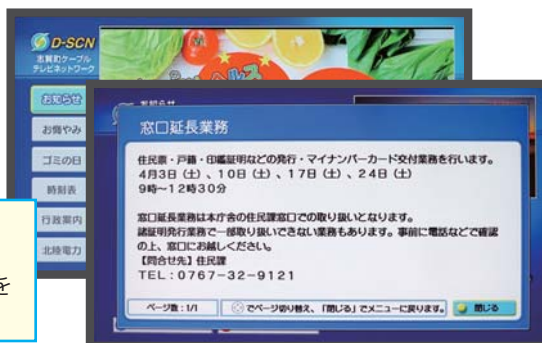 D-SCN
志賀町ケーブル
テレビネットワーク
ヘルス
お知らせ
お悔やみ
ゴミの日
時刻表
行政案内
北陸電力
を
お知らせ
窓口延長業務
住民票・戸籍・印鑑証明などの発行・マイナンバーカード交付業務を行います。
4月3日（土）、10日（土）、17日（土）、24日（土）
9時～12時30分
窓口延長業務は本庁舎の住民課窓口での取り扱いとなります。
諸証明発行業務で一部取り扱いできない業務もあります。事前に電話などで確認
の上、窓口にお越しください。
【問合せ先】住民課
TEL：0767-32-9121
ページ数：1/1
でページ切り替え、「閉じる」でメニューに戻ります。
閉じる